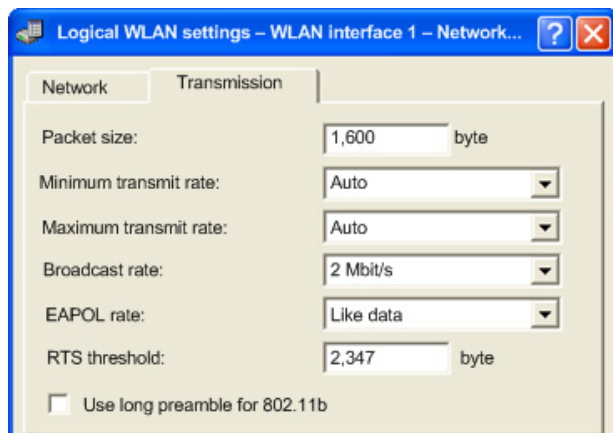 Logical WLAN settings – WLAN interface 1 – Network...
Network
Transmission
Packet size: 1,600 byte
Minimum transmit rate: Auto
Maximum transmit rate: Auto
Broadcast rate: 2 Mbit/s
EAPOL rate: Like data
RTS threshold: 2,347 byte
Use long preamble for 802.11b